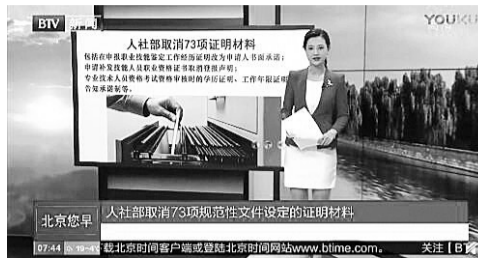 BTV 新闻
YOUKU
人社部取消73项证明材料
包括在申报职业技能鉴定工作经历证明改为申请人书面承诺;
申请补发技能人员职业资格证书取消登报声明;
专业技术人员资格考试资格审核时的学历证明、工作年限证明
告知承诺制等。
北京您早
人社部取消73项规范性文件设定的证明材料
07:44
19~4℃
载北京时间客户端或登陆北京时间网站www.btime.com。
关注【BT